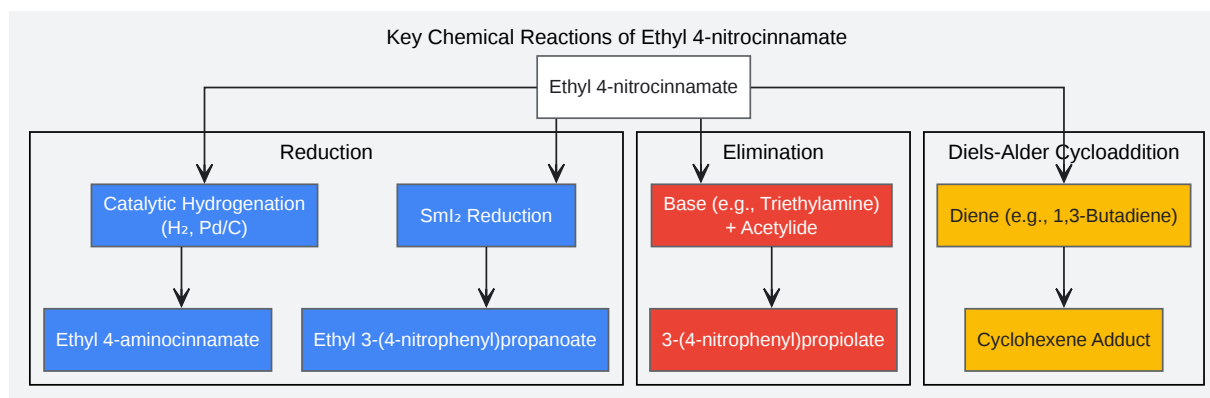 Key Chemical Reactions of Ethyl 4-nitrocinnamate
Ethyl 4-nitrocinnamate
Reduction
Catalytic Hydrogenation
(H₂, Pd/C)
SmI₂ Reduction
Ethyl 4-aminocinnamate
Ethyl 3-(4-nitrophenyl)propanoate
Elimination
Base (e.g., Triethylamine)
+ Acetylide
3-(4-nitrophenyl)propiolate
Diels-Alder Cycloaddition
Diene (e.g., 1,3-Butadiene)
Cyclohexene Adduct